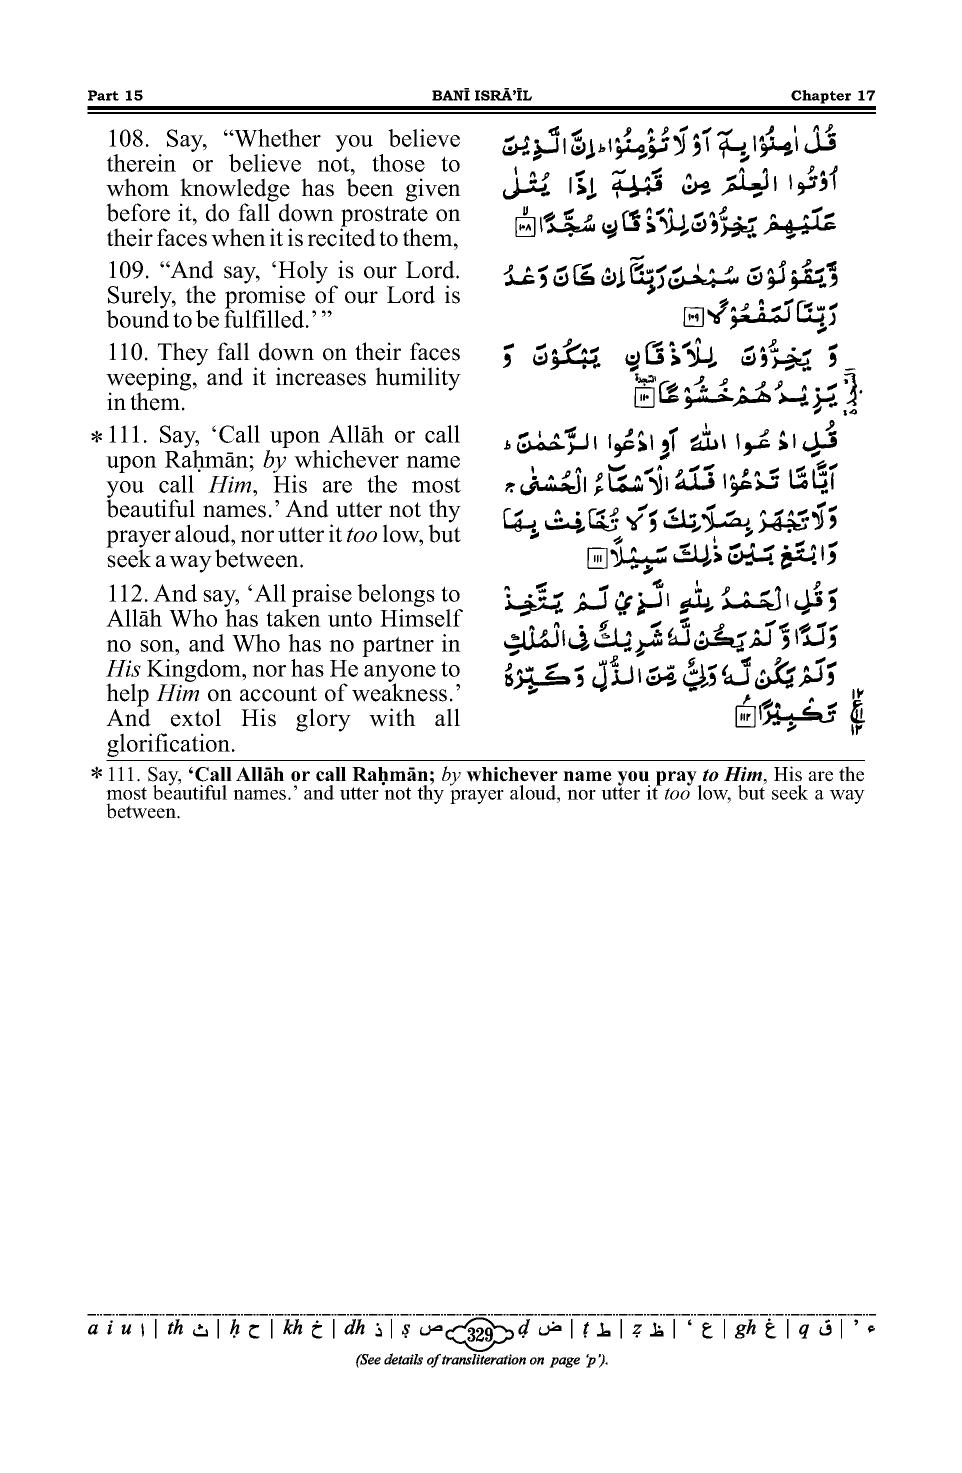 Part 15 BANĪ ISRĀ’ĪL Chapter 17
108. Say, “Whether you believe
therein or believe not, those to
whom knowledge has been given
before it, do fall down prostrate on
their faces when it is recited to them,
109. “And say, ‘Holy is our Lord.
Surely, the promise of our Lord is
bound to be fulfilled.’ ”
110. They fall down on their faces
weeping, and it increases humility
in them.
*111. Say, ‘Call upon Allāh or call
upon Raḥmān; by whichever name
you call Him, His are the most
beautiful names.’ And utter not thy
prayer aloud, nor utter it too low, but
seek a way between.
112. And say, ‘All praise belongs to
Allāh Who has taken unto Himself
no son, and Who has no partner in
His Kingdom, nor has He anyone to
help Him on account of weakness.’
And extol His glory with all
glorification.
قُلْ اٰمِنُوْا بِهٖۤ اَوْ لَا تُؤْمِنُوْا ؕ اِنَّ الَّذِيْنَ
اُوْتُوا الْعِلْمَ مِنْ قَبْلِهٖۤ اِذَا يُتْلٰى
عَلَيْهِمْ يَخِرُّوْنَ لِلْاَذْقَانِ سُجَّدًا ۙ۱۰۸
وَّ يَقُوْلُوْنَ سُبْحٰنَ رَبِّنَاۤ اِنْ كَانَ وَعْدُ
رَبِّنَا لَمَفْعُوْلًا ۱۰۹
وَ يَخِرُّوْنَ لِلْاَذْقَانِ يَبْكُوْنَ وَ
يَزِيْدُهُمْ خُشُوْعًا ۱۱۰ السجدة
قُلِ ادْعُوا اللّٰهَ اَوِ ادْعُوا الرَّحْمٰنَ ؕ
اَيًّا مَّا تَدْعُوْا فَلَهُ الْاَسْمَآءُ الْحُسْنٰى ۚ
وَلَا تَجْهَرْ بِصَلَاتِكَ وَلَا تُخَافِتْ بِهَا
وَابْتَغِ بَيْنَ ذٰلِكَ سَبِيْلًا ۱۱۱
وَ قُلِ الْحَمْدُ لِلّٰهِ الَّذِيْ لَمْ يَتَّخِذْ
وَلَدًا وَّ لَمْ يَكُنْ لَّهٗ شَرِيْكٌ فِى الْمُلْكِ
وَلَمْ يَكُنْ لَّهٗ وَلِيٌّ مِّنَ الذُّلِّ وَ كَبِّرْهُ
تَكْبِيْرًا ۱۱۲
*111. Say, ‘Call Allāh or call Raḥmān; by whichever name you pray to Him, His are the
most beautiful names.’ and utter not thy prayer aloud, nor utter it too low, but seek a way
between.
a i u ا | th ث | ḥ ح | kh خ | dh ذ | ṣ ص 329 ḍ ض | ṭ ط | ẓ ظ | ‘ ع | gh غ | q ق | ’ ء
(See details of transliteration on page ‘p’).